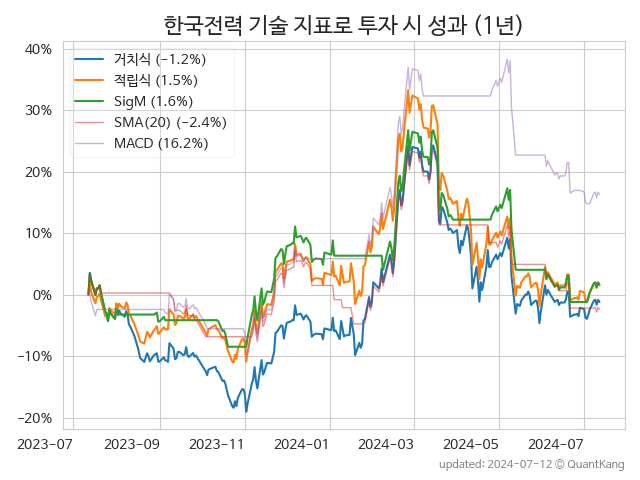 한국전력 기술 지표로 투자 시 성과 (1년)
40%
30%
20%
10%
0%
−10%
−20%
거치식 (−1.2%)
적립식 (1.5%)
SigM (1.6%)
SMA(20) (−2.4%)
MACD (16.2%)
2023-07
2023-09
2023-11
2024-01
2024-03
2024-05
2024-07
updated: 2024-07-12 © QuantKang